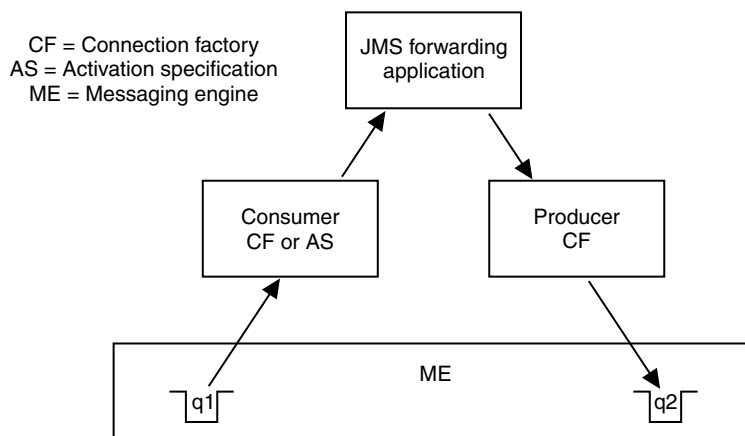 CF = Connection factory
AS = Activation specification
ME = Messaging engine
JMS forwarding
application
Consumer
CF or AS
Producer
CF
ME
q1
q2